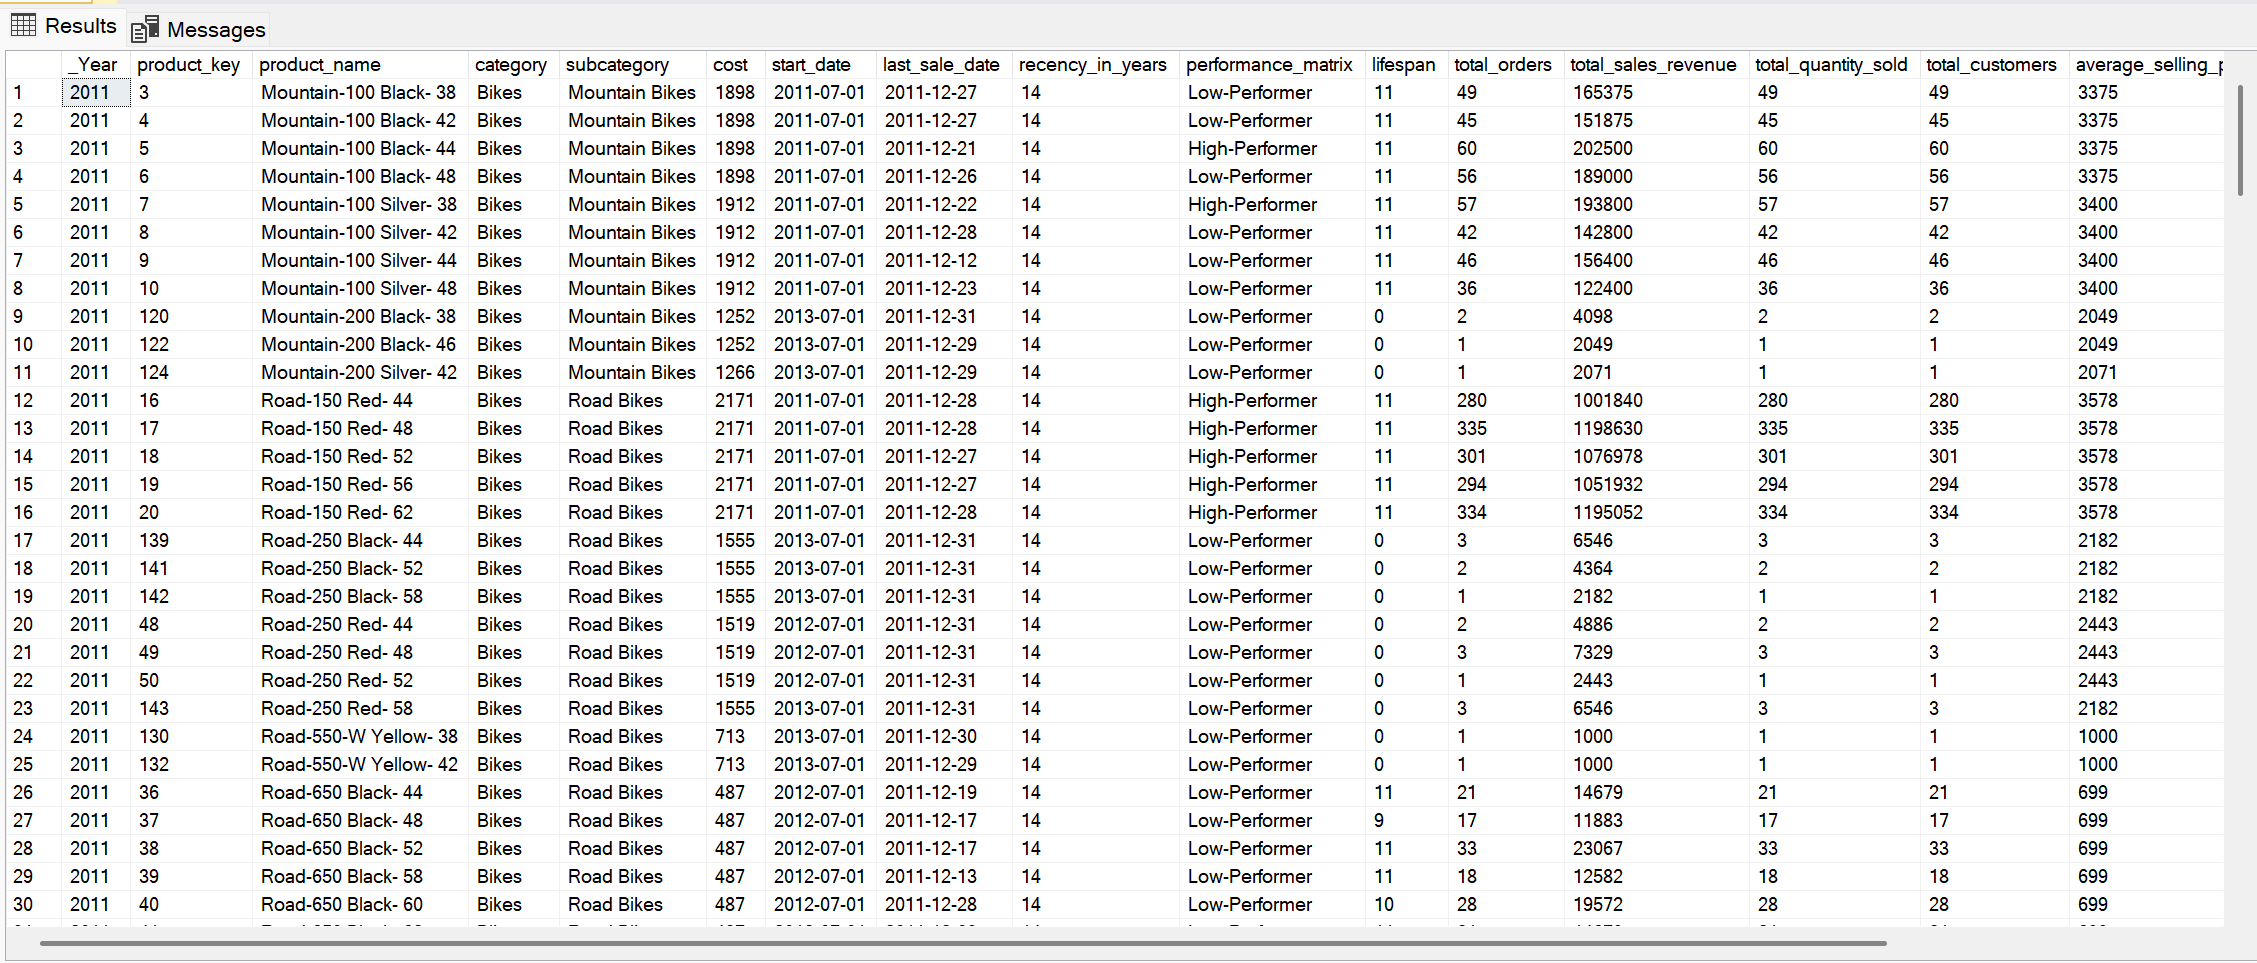 Results Messages
_Year product_key product_name category subcategory cost start_date last_sale_date recency_in_years performance_matrix lifespan total_orders total_sales_revenue total_quantity_sold total_customers average_selling_p
1 2011 3 Mountain-100 Black- 38 Bikes Mountain Bikes 1898 2011-07-01 2011-12-27 14 Low-Performer 11 49 165375 49 49 3375
2 2011 4 Mountain-100 Black- 42 Bikes Mountain Bikes 1898 2011-07-01 2011-12-27 14 Low-Performer 11 45 151875 45 45 3375
3 2011 5 Mountain-100 Black- 44 Bikes Mountain Bikes 1898 2011-07-01 2011-12-21 14 High-Performer 11 60 202500 60 60 3375
4 2011 6 Mountain-100 Black- 48 Bikes Mountain Bikes 1898 2011-07-01 2011-12-26 14 Low-Performer 11 56 189000 56 56 3375
5 2011 7 Mountain-100 Silver- 38 Bikes Mountain Bikes 1912 2011-07-01 2011-12-22 14 High-Performer 11 57 193800 57 57 3400
6 2011 8 Mountain-100 Silver- 42 Bikes Mountain Bikes 1912 2011-07-01 2011-12-28 14 Low-Performer 11 42 142800 42 42 3400
7 2011 9 Mountain-100 Silver- 44 Bikes Mountain Bikes 1912 2011-07-01 2011-12-12 14 Low-Performer 11 46 156400 46 46 3400
8 2011 10 Mountain-100 Silver- 48 Bikes Mountain Bikes 1912 2011-07-01 2011-12-23 14 Low-Performer 11 36 122400 36 36 3400
9 2011 120 Mountain-200 Black- 38 Bikes Mountain Bikes 1252 2013-07-01 2011-12-31 14 Low-Performer 0 2 4098 2 2 2049
10 2011 122 Mountain-200 Black- 46 Bikes Mountain Bikes 1252 2013-07-01 2011-12-29 14 Low-Performer 0 1 2049 1 1 2049
11 2011 124 Mountain-200 Silver- 42 Bikes Mountain Bikes 1266 2013-07-01 2011-12-29 14 Low-Performer 0 1 2071 1 1 2071
12 2011 16 Road-150 Red- 44 Bikes Road Bikes 2171 2011-07-01 2011-12-28 14 High-Performer 11 280 1001840 280 280 3578
13 2011 17 Road-150 Red- 48 Bikes Road Bikes 2171 2011-07-01 2011-12-28 14 High-Performer 11 335 1198630 335 335 3578
14 2011 18 Road-150 Red- 52 Bikes Road Bikes 2171 2011-07-01 2011-12-27 14 High-Performer 11 301 1076978 301 301 3578
15 2011 19 Road-150 Red- 56 Bikes Road Bikes 2171 2011-07-01 2011-12-27 14 High-Performer 11 294 1051932 294 294 3578
16 2011 20 Road-150 Red- 62 Bikes Road Bikes 2171 2011-07-01 2011-12-28 14 High-Performer 11 334 1195052 334 334 3578
17 2011 139 Road-250 Black- 44 Bikes Road Bikes 1555 2013-07-01 2011-12-31 14 Low-Performer 0 3 6546 3 3 2182
18 2011 141 Road-250 Black- 52 Bikes Road Bikes 1555 2013-07-01 2011-12-31 14 Low-Performer 0 2 4364 2 2 2182
19 2011 142 Road-250 Black- 58 Bikes Road Bikes 1555 2013-07-01 2011-12-31 14 Low-Performer 0 1 2182 1 1 2182
20 2011 48 Road-250 Red- 44 Bikes Road Bikes 1519 2012-07-01 2011-12-31 14 Low-Performer 0 2 4886 2 2 2443
21 2011 49 Road-250 Red- 48 Bikes Road Bikes 1519 2012-07-01 2011-12-31 14 Low-Performer 0 3 7329 3 3 2443
22 2011 50 Road-250 Red- 52 Bikes Road Bikes 1519 2012-07-01 2011-12-31 14 Low-Performer 0 1 2443 1 1 2443
23 2011 143 Road-250 Red- 58 Bikes Road Bikes 1555 2013-07-01 2011-12-31 14 Low-Performer 0 3 6546 3 3 2182
24 2011 130 Road-550-W Yellow- 38 Bikes Road Bikes 713 2013-07-01 2011-12-30 14 Low-Performer 0 1 1000 1 1 1000
25 2011 132 Road-550-W Yellow- 42 Bikes Road Bikes 713 2013-07-01 2011-12-29 14 Low-Performer 0 1 1000 1 1 1000
26 2011 36 Road-650 Black- 44 Bikes Road Bikes 487 2012-07-01 2011-12-19 14 Low-Performer 11 21 14679 21 21 699
27 2011 37 Road-650 Black- 48 Bikes Road Bikes 487 2012-07-01 2011-12-17 14 Low-Performer 9 17 11883 17 17 699
28 2011 38 Road-650 Black- 52 Bikes Road Bikes 487 2012-07-01 2011-12-17 14 Low-Performer 11 33 23067 33 33 699
29 2011 39 Road-650 Black- 58 Bikes Road Bikes 487 2012-07-01 2011-12-13 14 Low-Performer 11 18 12582 18 18 699
30 2011 40 Road-650 Black- 60 Bikes Road Bikes 487 2012-07-01 2011-12-28 14 Low-Performer 10 28 19572 28 28 699